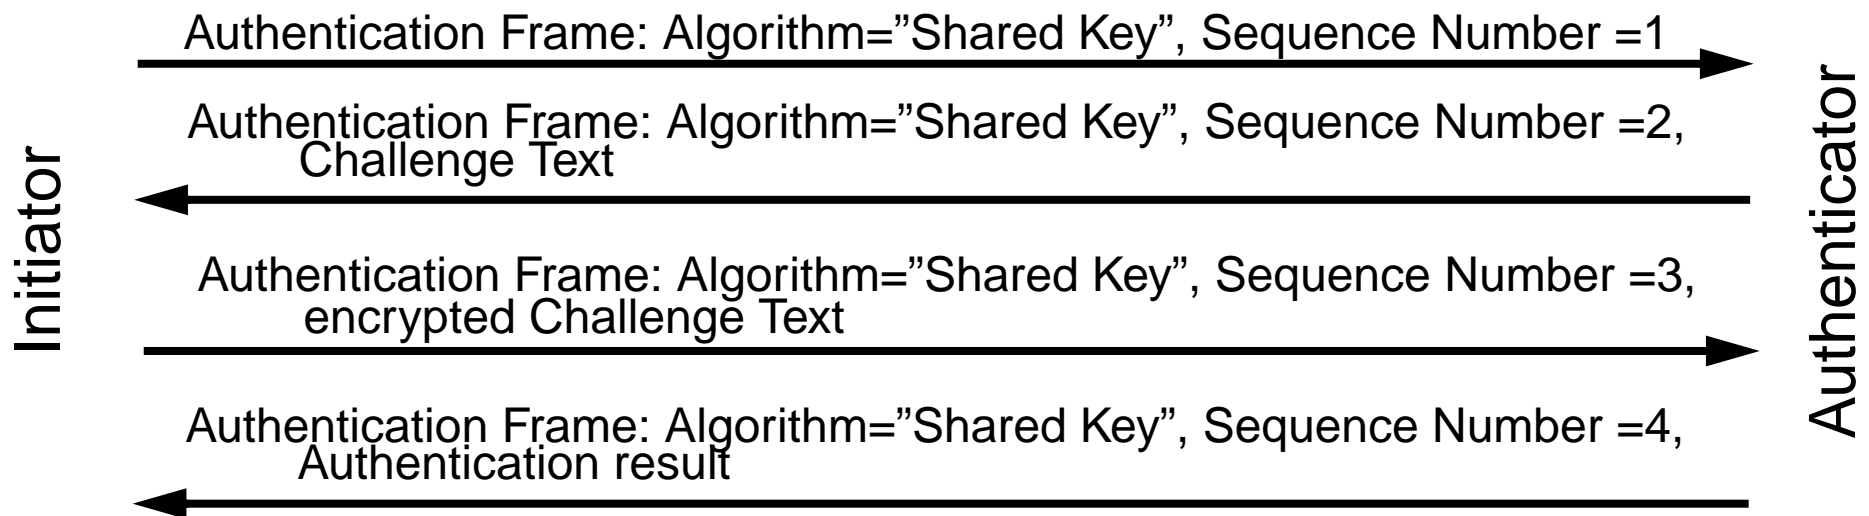 Authentication Frame: Algorithm=”Shared Key”, Sequence Number =1
Authentication Frame: Algorithm=”Shared Key”, Sequence Number =2,
Challenge Text
Authentication Frame: Algorithm=”Shared Key”, Sequence Number =3,
encrypted Challenge Text
Authentication Frame: Algorithm=”Shared Key”, Sequence Number =4,
Authentication result
Initiator
Authenticator